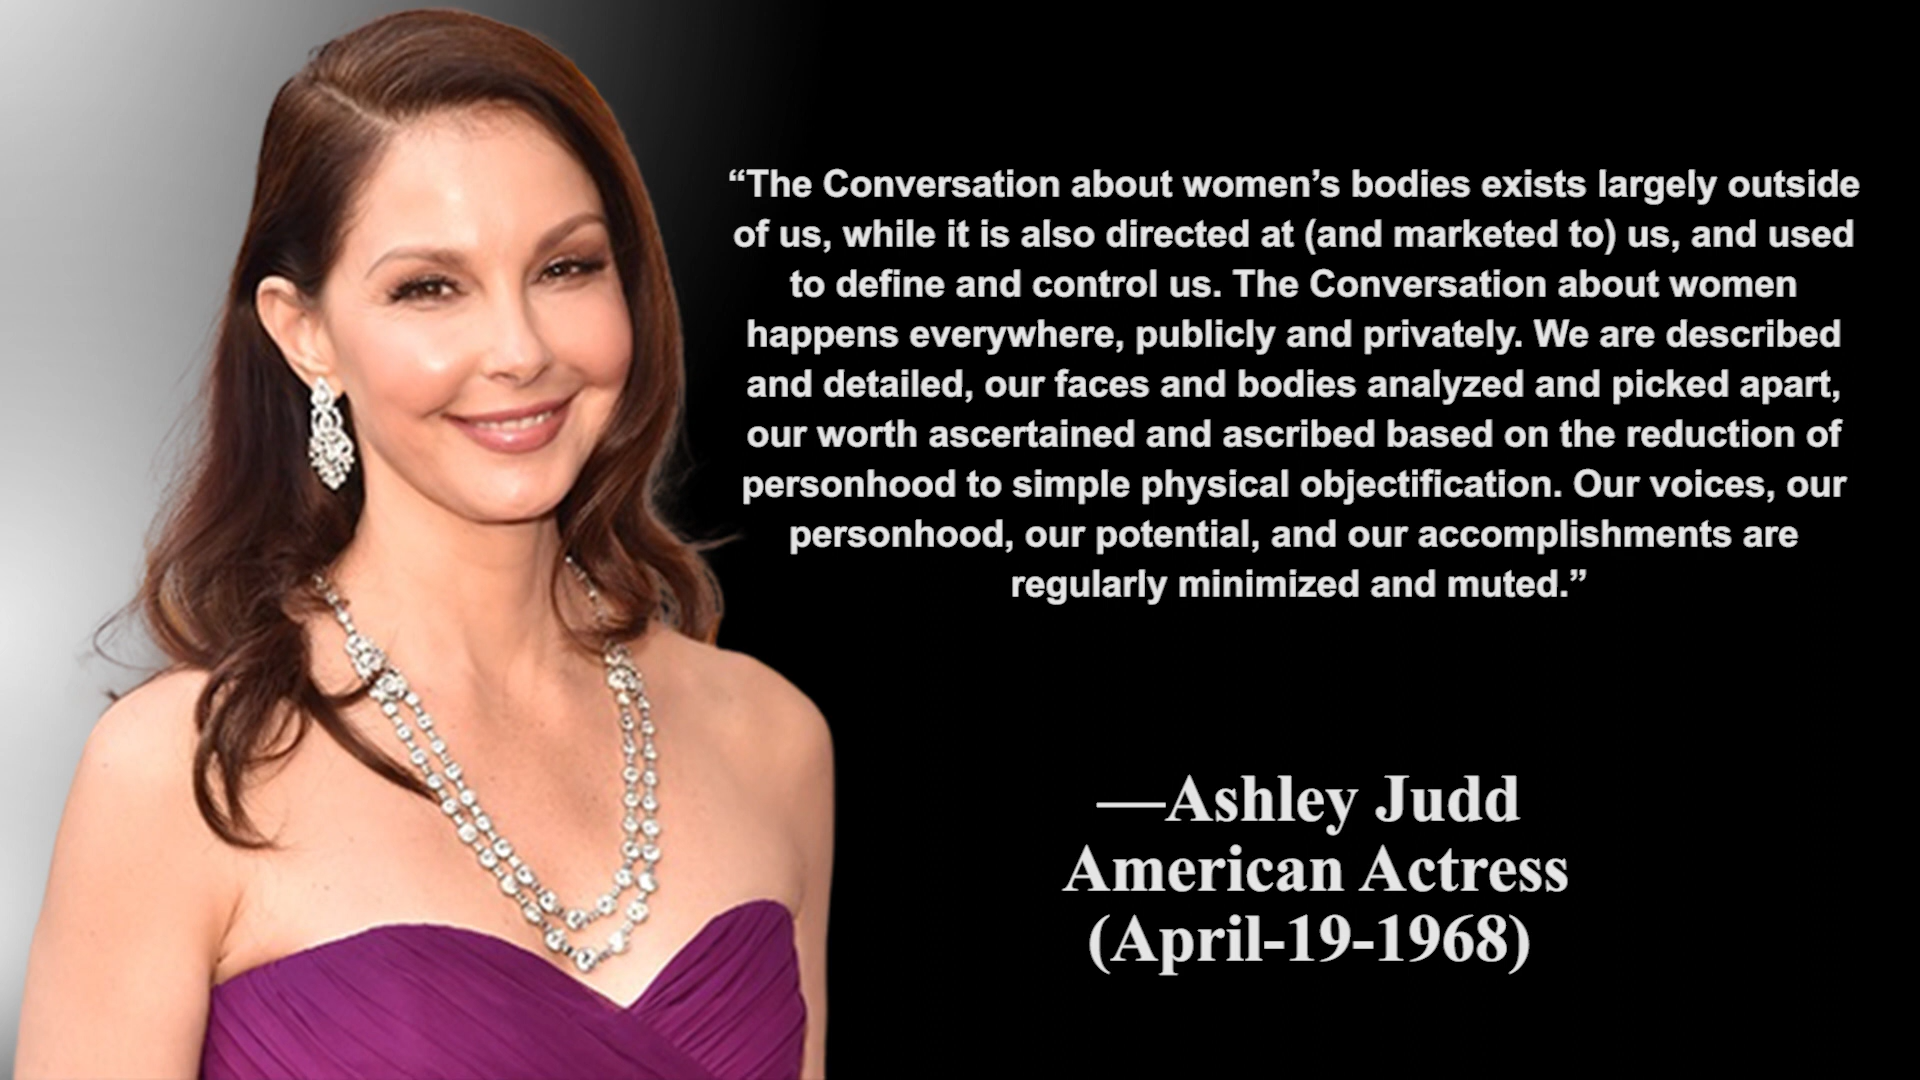 “The Conversation about women’s bodies exists largely outside
of us, while it is also directed at (and marketed to) us, and used
to define and control us. The Conversation about women
happens everywhere, publicly and privately. We are described
and detailed, our faces and bodies analyzed and picked apart,
our worth ascertained and ascribed based on the reduction of
personhood to simple physical objectification. Our voices, our
personhood, our potential, and our accomplishments are
regularly minimized and muted.”
—Ashley Judd
American Actress
(April-19-1968)